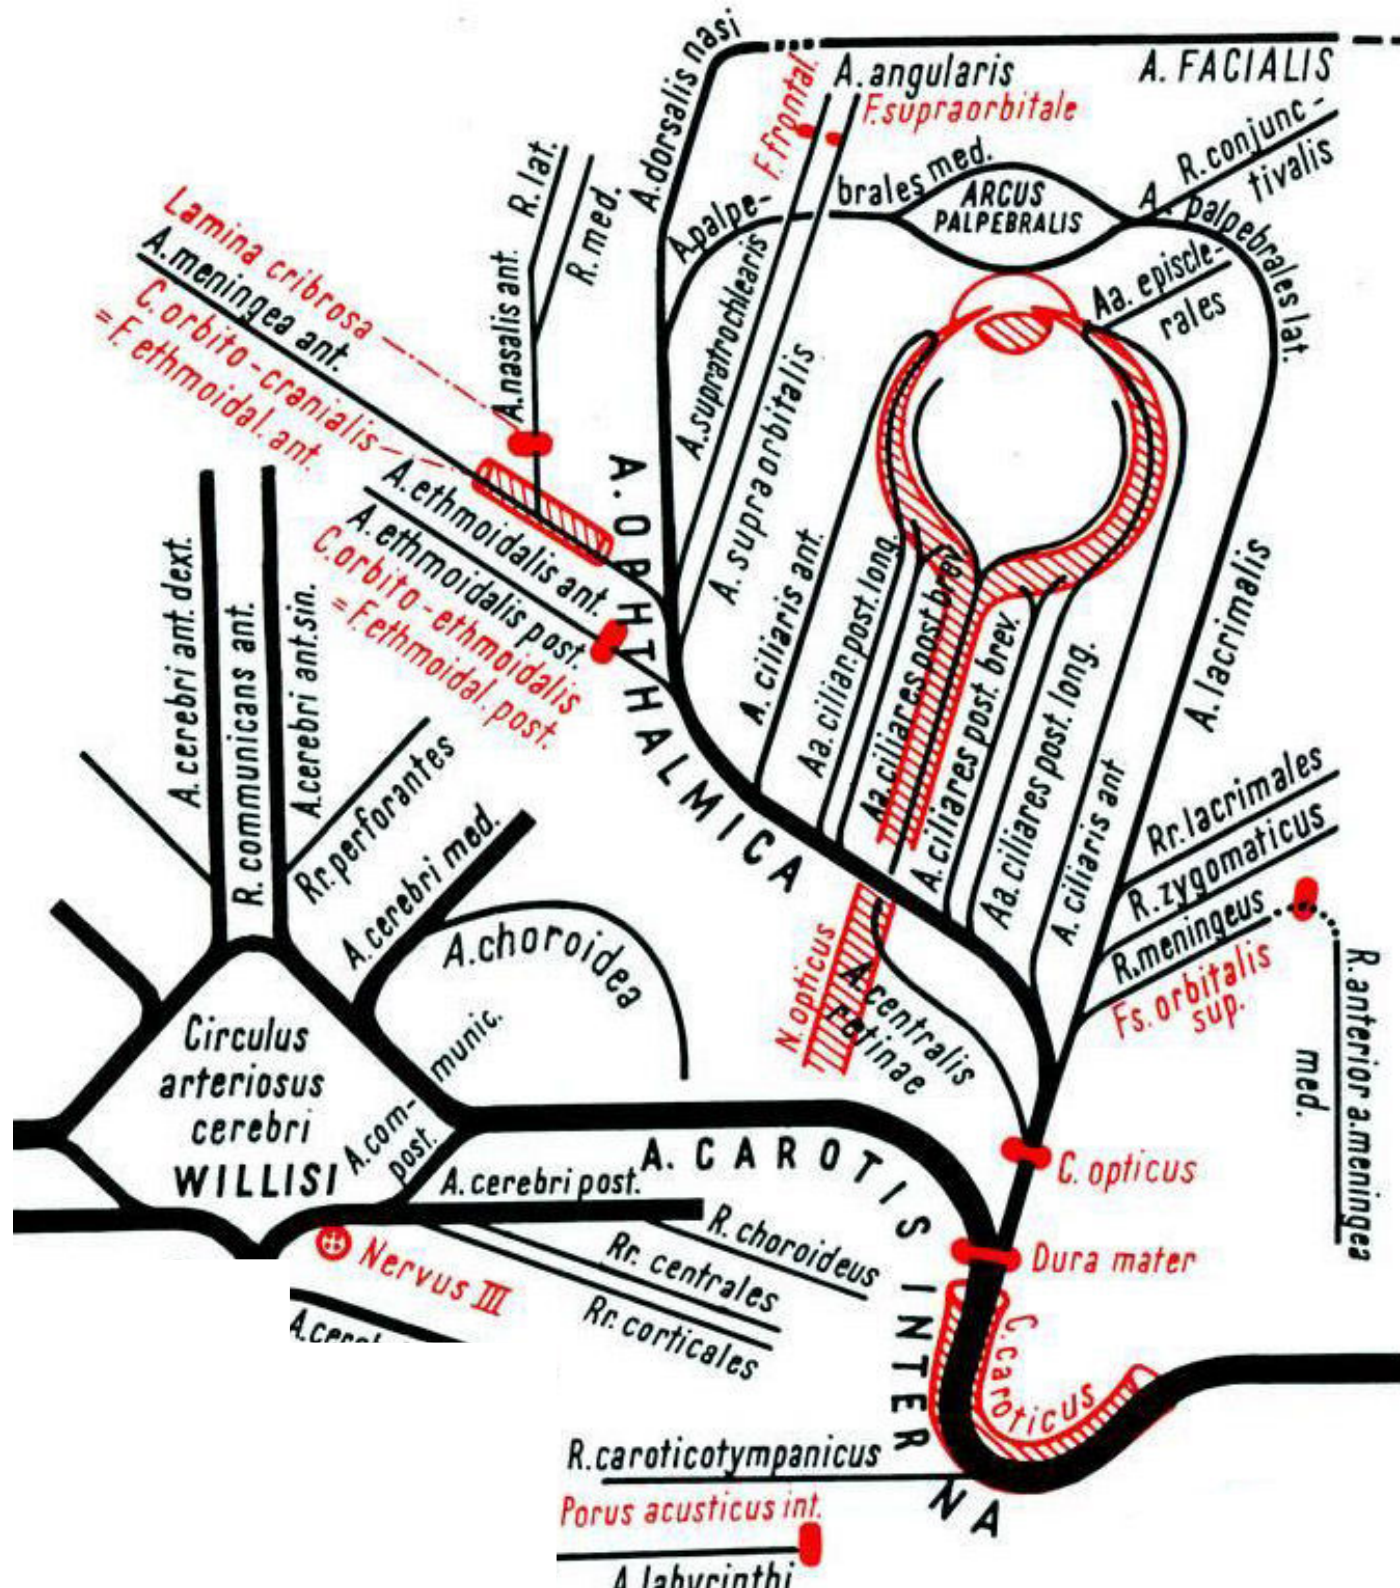 A. dorsalis nasi
F. frontal.
A. angularis
A. FACIALIS
F. supraorbitale
R. conjunc-
tivalis
R. lat.
R. med.
A. palpe-
brales med.
ARCUS
PALPEBRALIS
A. palpebrales lat.
Aa. episcle-
rales
Lamina cribrosa
A. meningea ant.
C. orbito-cranialis
= F. ethmoidal. ant.
A. nasalis ant.
A. supratrochlearis
A. supraorbitalis
A. OPHTHALMICA
A. ethmoidalis ant.
A. ethmoidalis post.
C. orbito-ethmoidalis
= F. ethmoidal. post.
A. ciliaris ant.
Aa. ciliar. post. long.
Aa. ciliares post. brev.
A. ciliares post. brev.
Aa. ciliares post. long.
A. ciliaris ant
A. lacrimalis
Rr. lacrimales
R. zygomaticus
R. meningeus
Fs. orbitalis
sup.
R. anterior a. meningea
med.
A. cerebri ant. dext.
R. communicans ant.
A. cerebri ant. sin.
Rr. perforantes
A. cerebri med.
A. choroidea
N. opticus
A. centralis
retinae
Circulus
arteriosus
cerebri
WILLISI
A. com-
munic.
post.
A. cerebri post.
A. CAROTIS INTERNA
C. opticus
Dura mater
Nervus III
R. choroideus
Rr. centrales
Rr. corticales
C. caroticus
R. caroticotympanicus
Porus acusticus int.
A. labyrinthi